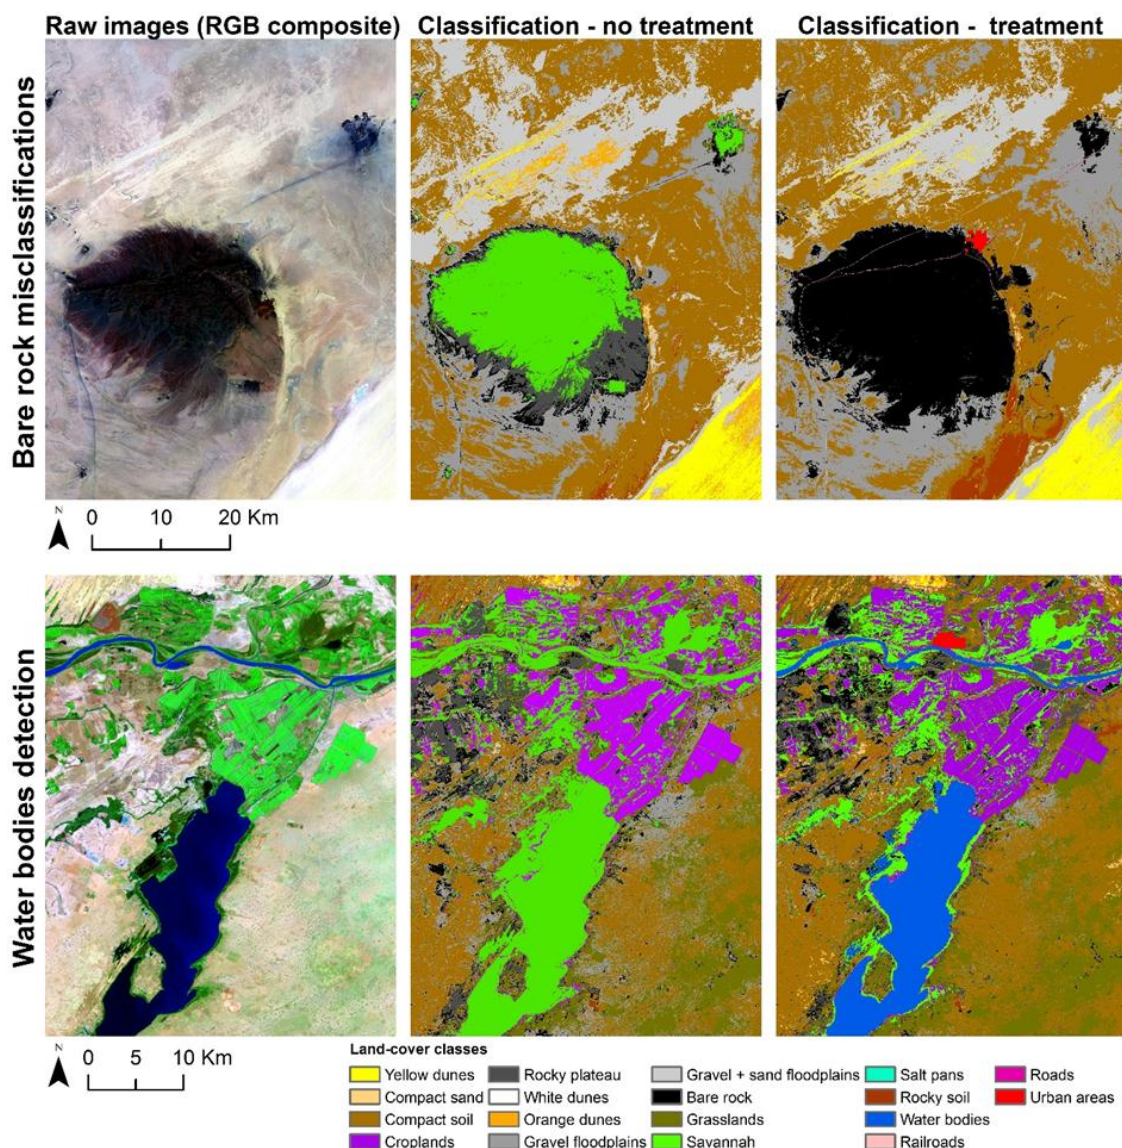 Raw images (RGB composite) Classification - no treatment Classification - treatment
Bare rock misclassifications
N
0 10 20 Km
Water bodies detection
N
0 5 10 Km
Land-cover classes
Yellow dunes Rocky plateau Gravel + sand floodplains Salt pans Roads
Compact sand White dunes Bare rock Rocky soil Urban areas
Compact soil Orange dunes Grasslands Water bodies
Croplands Gravel floodplains Savannah Railroads